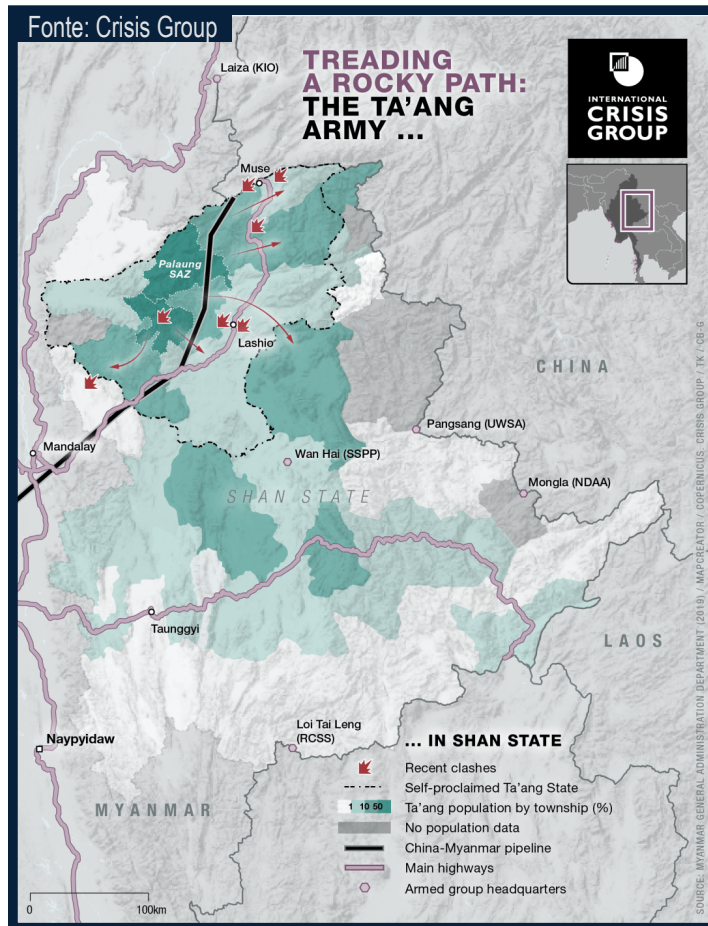 Fonte: Crisis Group
TREADING
A ROCKY PATH:
THE TA'ANG
ARMY ...
INTERNATIONAL
CRISIS
GROUP
Laiza (KIO)
Muse
Palaung
SAZ
Lashio
CHINA
Mandalay
Pangsang (UWSA)
Wan Hai (SSPP)
Mongla (NDAA)
SHAN STATE
Taunggyi
LAOS
Naypyidaw
Loi Tai Leng
(RCSS)
MYANMAR
... IN SHAN STATE
Recent clashes
Self-proclaimed Ta'ang State
1 10 50 Ta'ang population by township (%)
No population data
China-Myanmar pipeline
Main highways
Armed group headquarters
0 100km
SOURCE: MYANMAR GENERAL ADMINISTRATION DEPARTMENT (2019) / MAPCREATOR / COPERNICUS. CRISIS GROUP / TK / CB-G